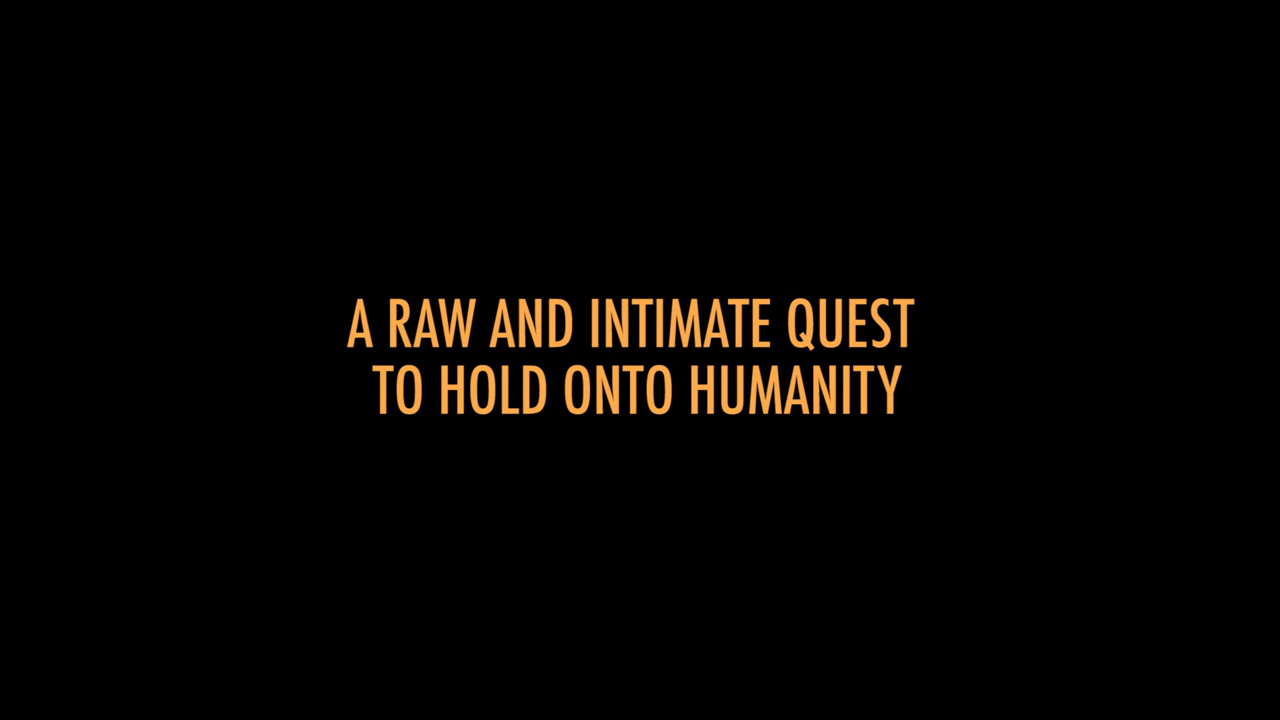 A RAW AND INTIMATE QUEST
TO HOLD ONTO HUMANITY